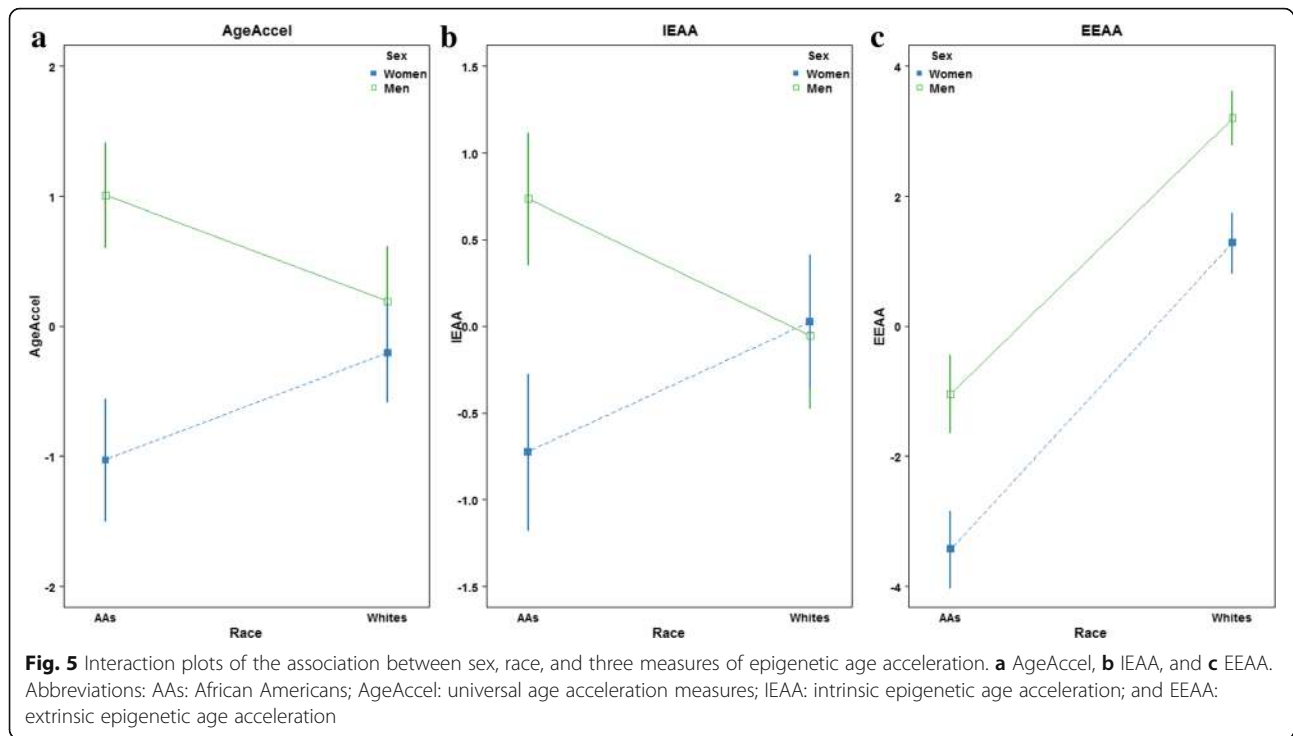 a
AgeAccel
Sex
Women
Men
2
1
0
-1
-2
AgeAccel
AAs
Whites
Race
b
IEAA
Sex
Women
Men
1.5
1.0
0.5
0.0
-0.5
-1.0
-1.5
IEAA
AAs
Whites
Race
c
EEAA
Sex
Women
Men
4
2
0
-2
-4
EEAA
AAs
Whites
Race
Fig. 5 Interaction plots of the association between sex, race, and three measures of epigenetic age acceleration. a AgeAccel, b IEAA, and c EEAA.
Abbreviations: AAs: African Americans; AgeAccel: universal age acceleration measures; IEAA: intrinsic epigenetic age acceleration; and EEAA:
extrinsic epigenetic age acceleration